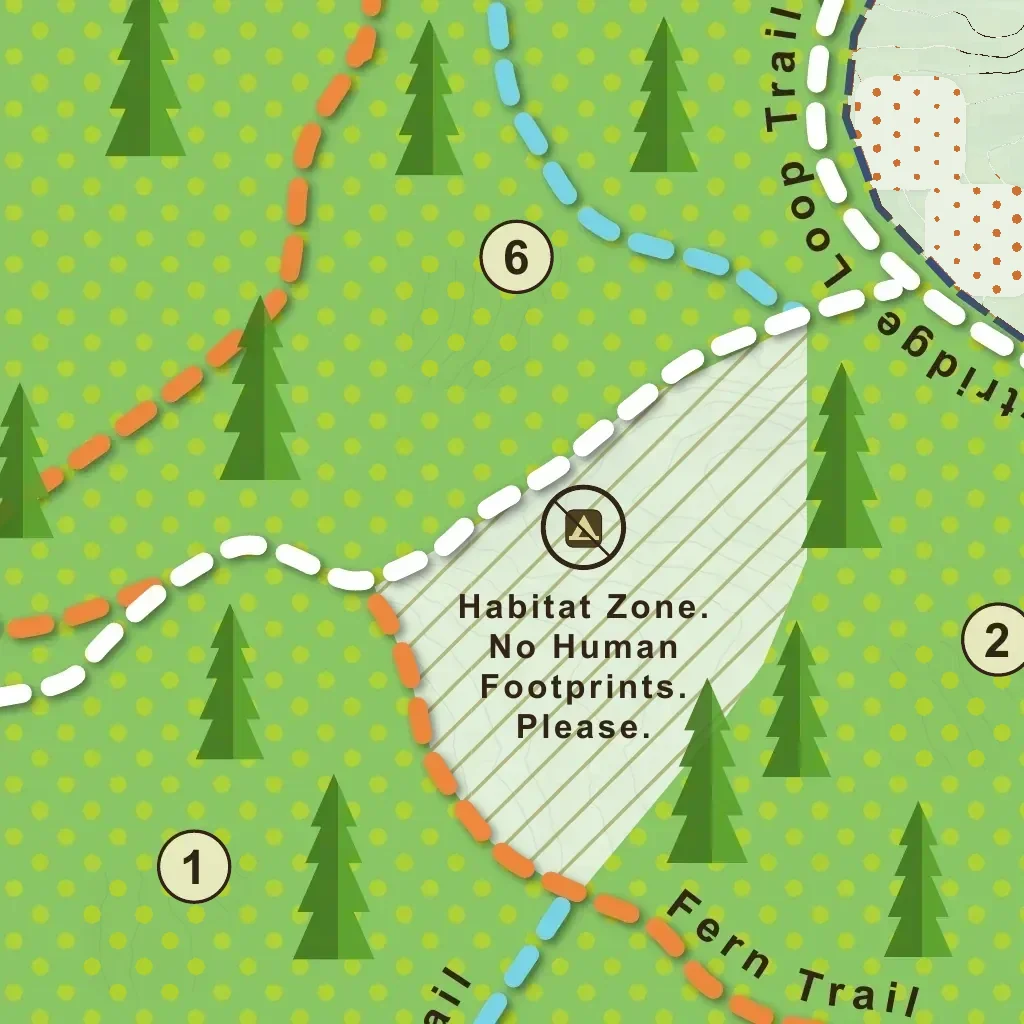 Loop Trail
6
Habitat Zone.
No Human
Footprints.
Please.
2
1
Fern Trail